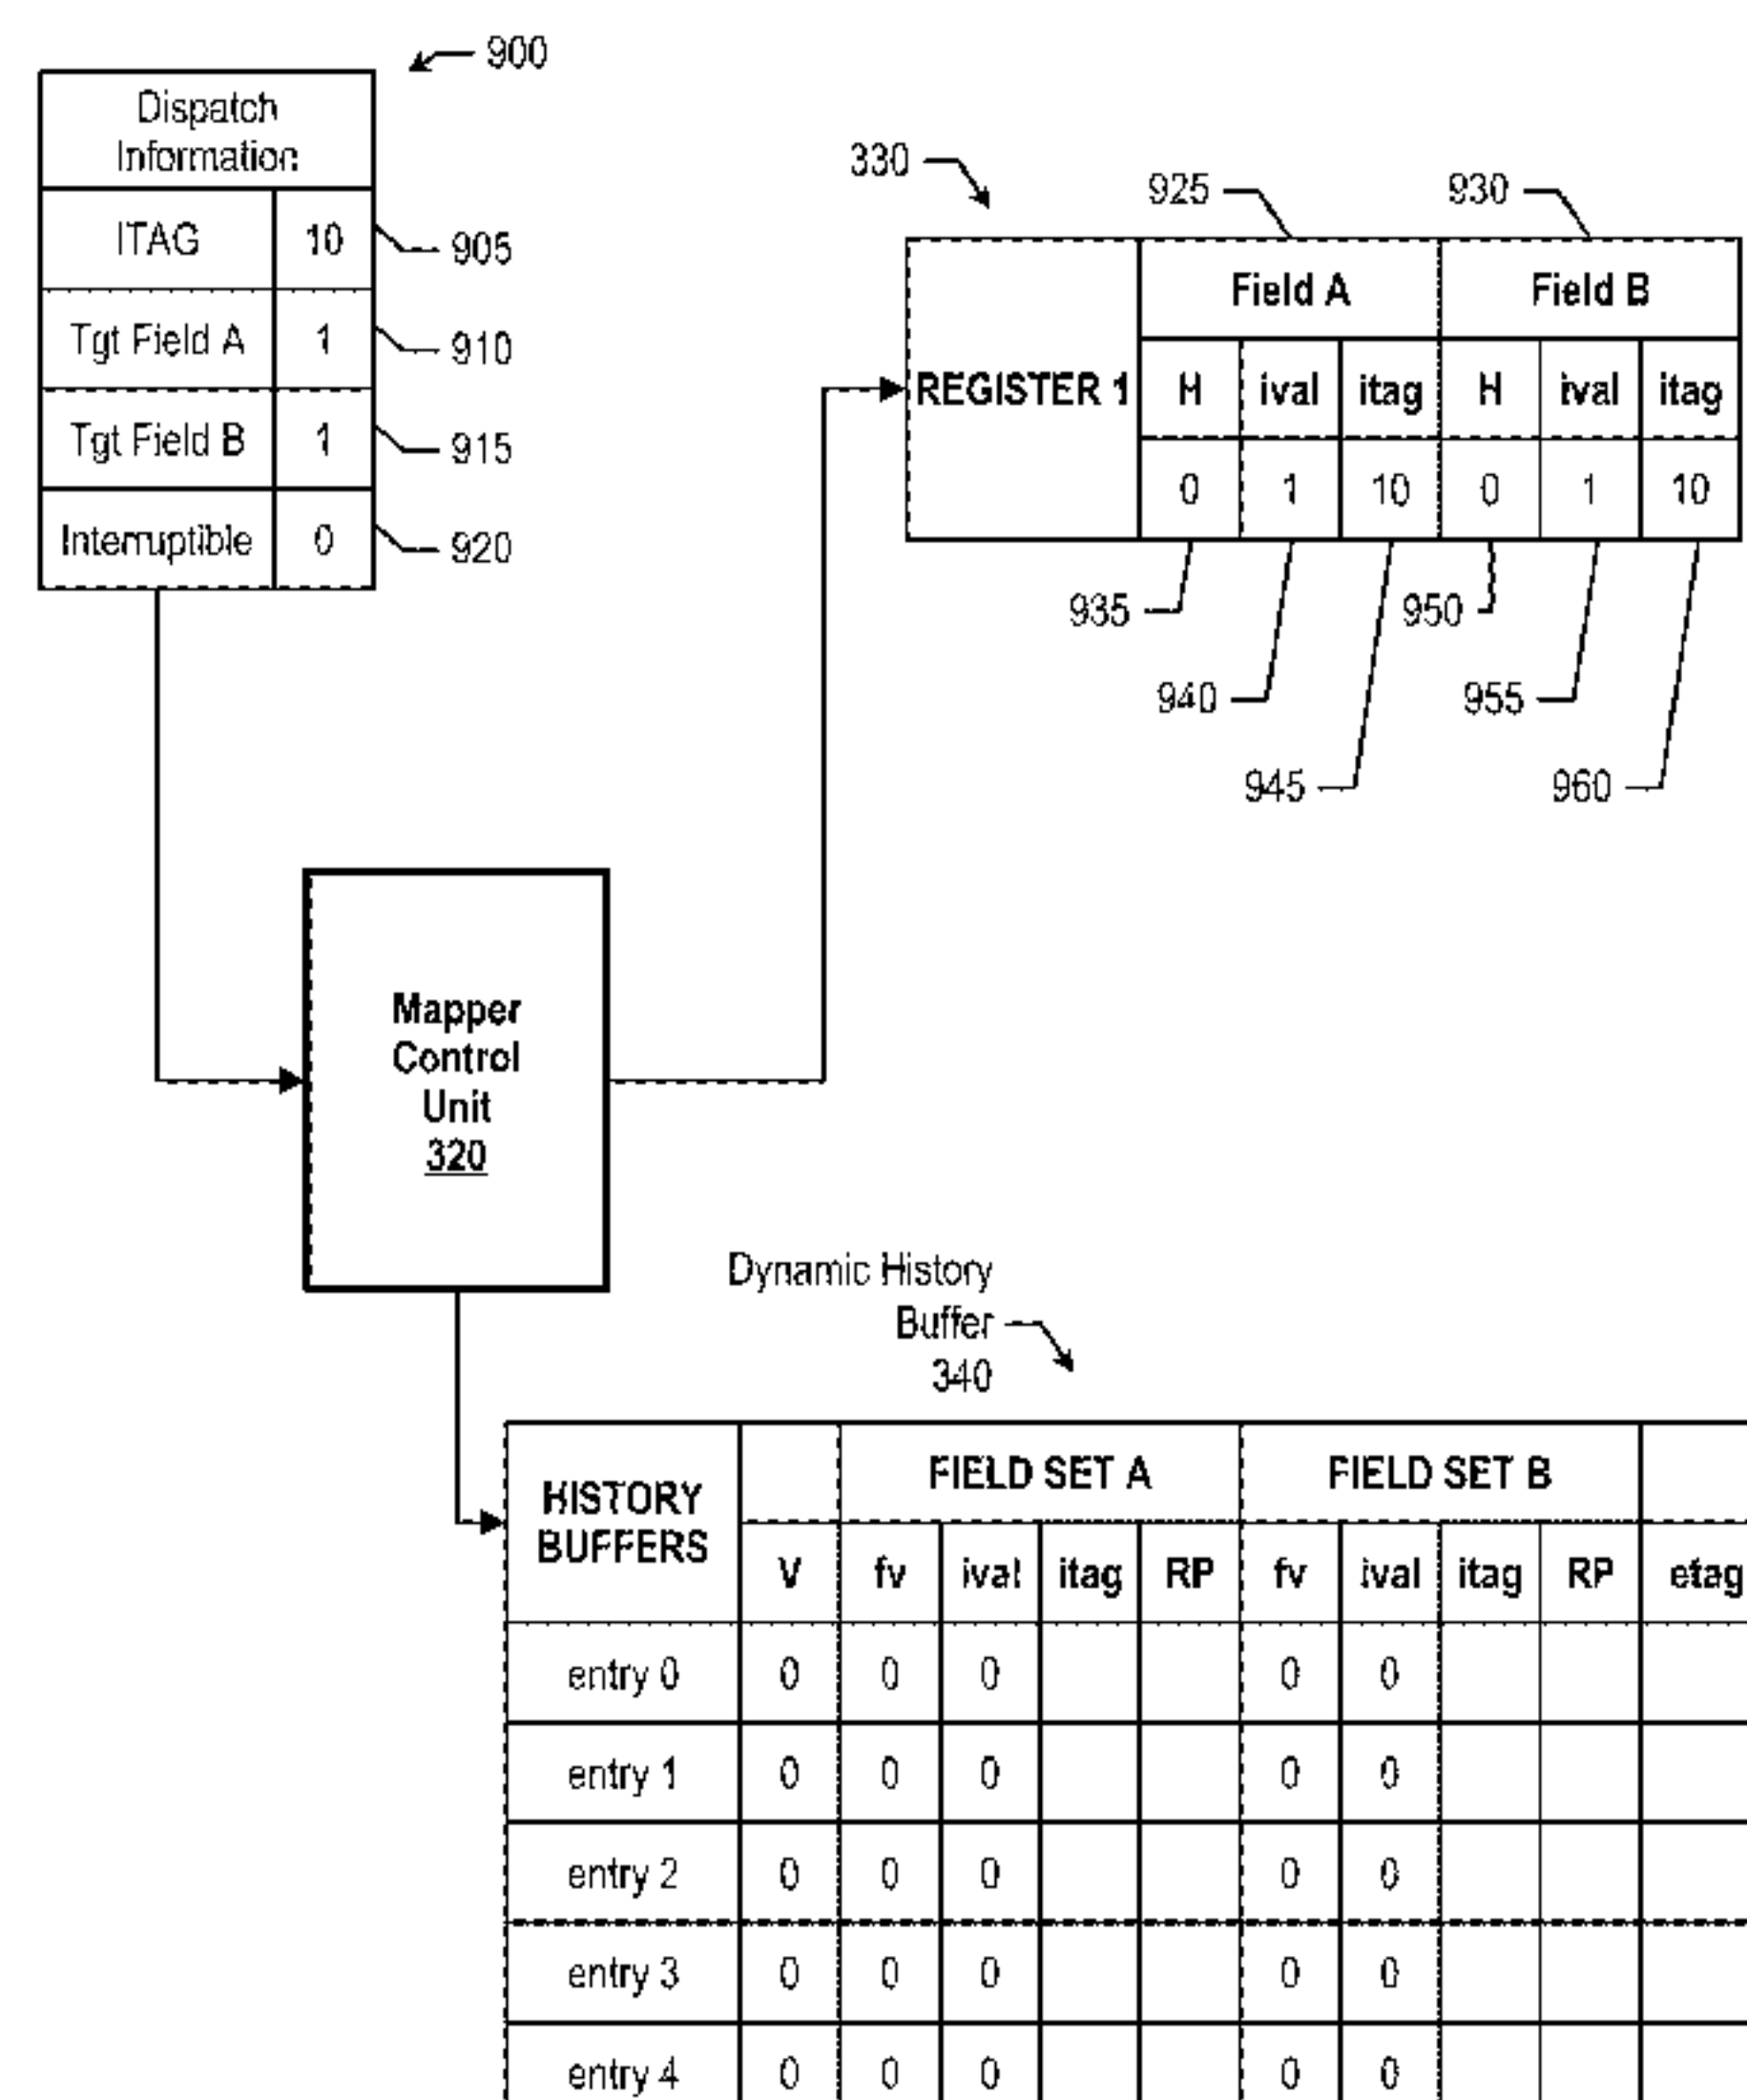 900
Dispatch
Information
ITAG 10 905
Tgt Field A 1 910
Tgt Field B 1 915
Interruptible 0 920
330 925 930
REGISTER 1
Field A Field B
H ival itag H ival itag
0 1 10 0 1 10
935 950
940 955
945 960
Mapper
Control
Unit
320
Dynamic History
Buffer
340
HISTORY
BUFFERS
FIELD SET A FIELD SET B
V fv ival itag RP fv ival itag RP etag
entry 0 0 0 0 0 0
entry 1 0 0 0 0 0
entry 2 0 0 0 0 0
entry 3 0 0 0 0 0
entry 4 0 0 0 0 0